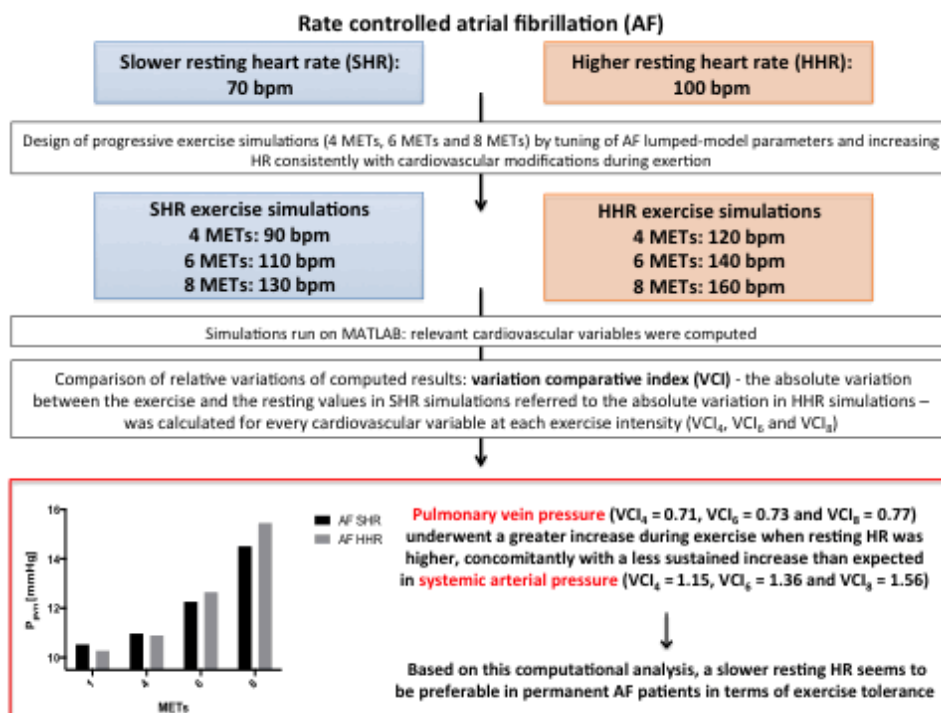 Rate controlled atrial fibrillation (AF)
Slower resting heart rate (SHR):
70 bpm
Higher resting heart rate (HHR):
100 bpm
Design of progressive exercise simulations (4 METs, 6 METs and 8 METs) by tuning of AF lumped-model parameters and increasing
HR consistently with cardiovascular modifications during exertion
SHR exercise simulations
4 METs: 90 bpm
6 METs: 110 bpm
8 METs: 130 bpm
HHR exercise simulations
4 METs: 120 bpm
6 METs: 140 bpm
8 METs: 160 bpm
Simulations run on MATLAB: relevant cardiovascular variables were computed
Comparison of relative variations of computed results: variation comparative index (VCI) - the absolute variation
between the exercise and the resting values in SHR simulations referred to the absolute variation in HHR simulations –
was calculated for every cardiovascular variable at each exercise intensity (VCI₄, VCI₆ and VCI₈)
16
14
12
10
[mmHg]
1
4
6
8
METs
AF SHR
AF HHR
Pulmonary vein pressure (VCI₄ = 0.71, VCI₆ = 0.73 and VCI₈ = 0.77)
underwent a greater increase during exercise when resting HR was
higher, concomitantly with a less sustained increase than expected
in systemic arterial pressure (VCI₄ = 1.15, VCI₆ = 1.36 and VCI₈ = 1.56)
Based on this computational analysis, a slower resting HR seems to
be preferable in permanent AF patients in terms of exercise tolerance